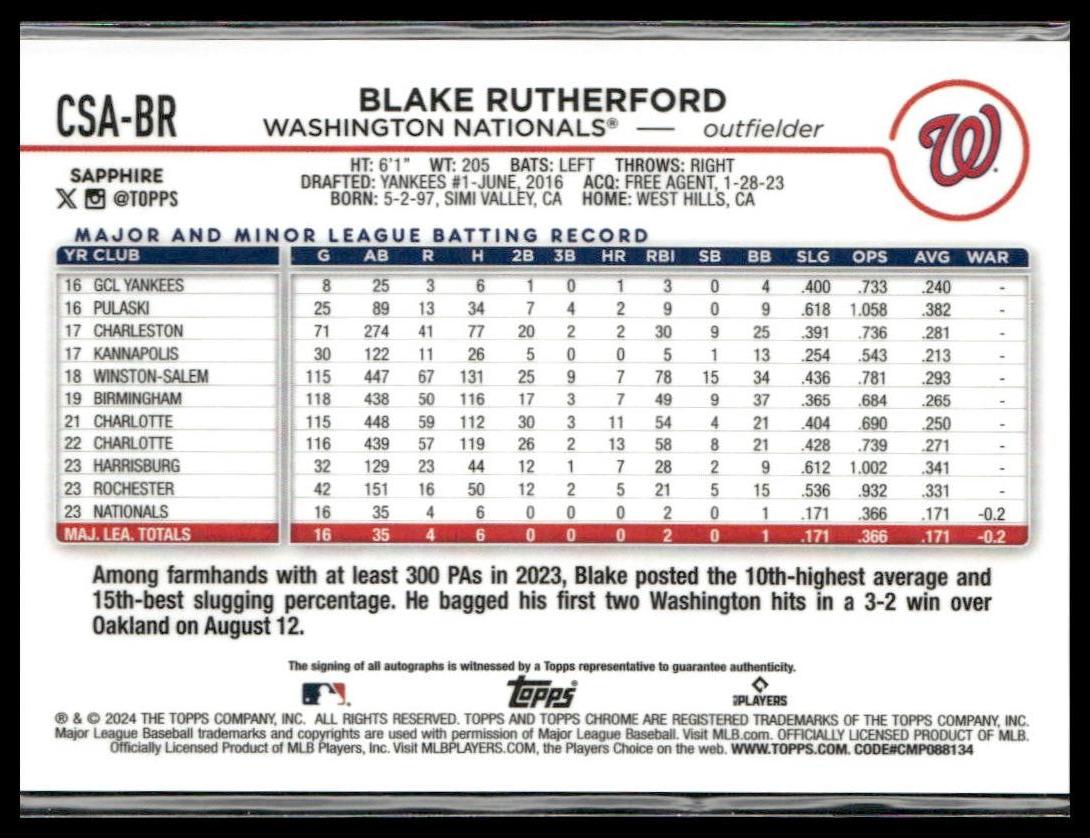 CSA-BR
BLAKE RUTHERFORD
WASHINGTON NATIONALS® — outfielder
W
SAPPHIRE
X @TOPPS
HT: 6'1" WT: 205 BATS: LEFT THROWS: RIGHT
DRAFTED: YANKEES #1-JUNE, 2016 ACQ: FREE AGENT, 1-28-23
BORN: 5-2-97, SIMI VALLEY, CA HOME: WEST HILLS, CA
MAJOR AND MINOR LEAGUE BATTING RECORD
YR CLUB G AB R H 2B 3B HR RBI SB BB SLG OPS AVG WAR
16 GCL YANKEES 8 25 3 6 1 0 1 3 0 4 .400 .733 .240 -
16 PULASKI 25 89 13 34 7 4 2 9 0 9 .618 1.058 .382 -
17 CHARLESTON 71 274 41 77 20 2 2 30 9 25 .391 .736 .281 -
17 KANNAPOLIS 30 122 11 26 5 0 0 5 1 13 .254 .543 .213 -
18 WINSTON-SALEM 115 447 67 131 25 9 7 78 15 34 .436 .781 .293 -
19 BIRMINGHAM 118 438 50 116 17 3 7 49 9 37 .365 .684 .265 -
21 CHARLOTTE 115 448 59 112 30 3 11 54 4 21 .404 .690 .250 -
22 CHARLOTTE 116 439 57 119 26 2 13 58 8 21 .428 .739 .271 -
23 HARRISBURG 32 129 23 44 12 1 7 28 2 9 .612 1.002 .341 -
23 ROCHESTER 42 151 16 50 12 2 5 21 5 15 .536 .932 .331 -
23 NATIONALS 16 35 4 6 0 0 0 2 0 1 .171 .366 .171 -0.2
MAJ. LEA. TOTALS 16 35 4 6 0 0 0 2 0 1 .171 .366 .171 -0.2
Among farmhands with at least 300 PAs in 2023, Blake posted the 10th-highest average and
15th-best slugging percentage. He bagged his first two Washington hits in a 3-2 win over
Oakland on August 12.
The signing of all autographs is witnessed by a Topps representative to guarantee authenticity.
topps® PLAYERS
® & © 2024 THE TOPPS COMPANY, INC. ALL RIGHTS RESERVED. TOPPS AND TOPPS CHROME ARE REGISTERED TRADEMARKS OF THE TOPPS COMPANY, INC.
Major League Baseball trademarks and copyrights are used with permission of Major League Baseball. Visit MLB.com. OFFICIALLY LICENSED PRODUCT OF MLB.
Officially Licensed Product of MLB Players, Inc. Visit MLBPLAYERS.COM, the Players Choice on the web. WWW.TOPPS.COM. CODE#CMP088134